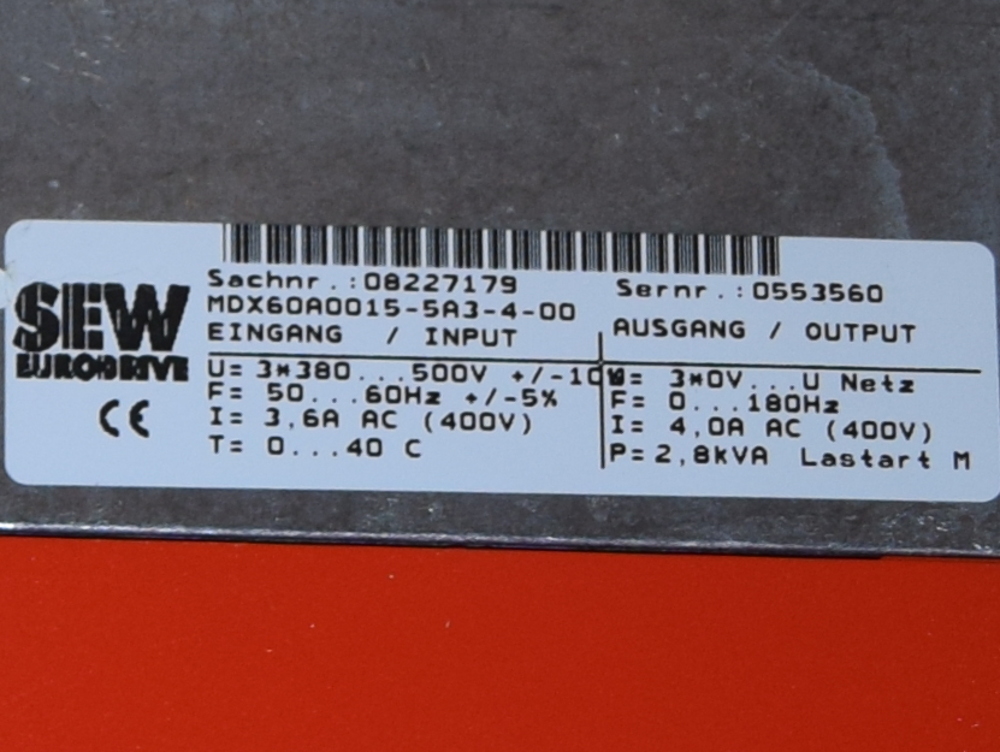 SEW
EURODRIVE
CE
Sachnr.:08227179
MDX60A0015-5A3-4-00
EINGANG / INPUT
U= 3*380...500V +/-10
F= 50...60Hz +/-5%
I= 3,6A AC (400V)
T= 0...40 C
Sernr.:0553560
AUSGANG / OUTPUT
U= 3*0V...U Netz
F= 0...180Hz
I= 4,0A AC (400V)
P= 2,8kVA Lastart M